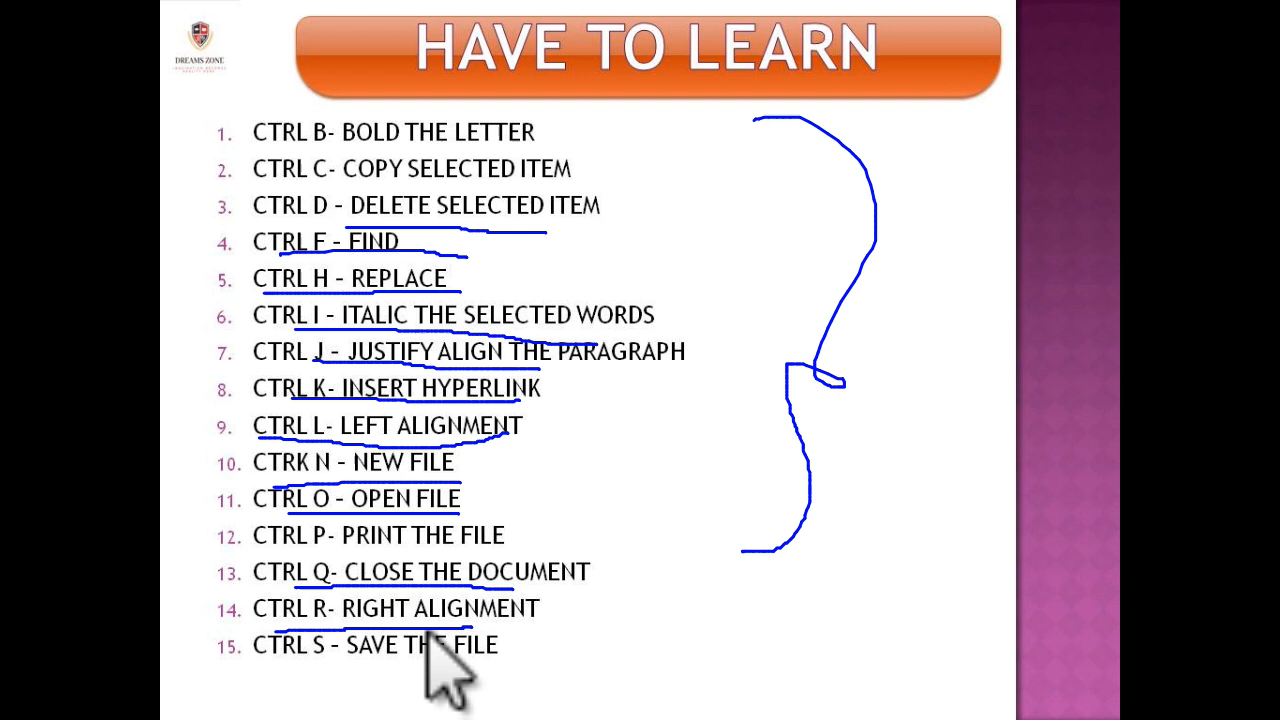 DREAMS ZONE
HAVE TO LEARN
1. CTRL B- BOLD THE LETTER
2. CTRL C- COPY SELECTED ITEM
3. CTRL D – DELETE SELECTED ITEM
4. CTRL F – FIND
5. CTRL H – REPLACE
6. CTRL I – ITALIC THE SELECTED WORDS
7. CTRL J – JUSTIFY ALIGN THE PARAGRAPH
8. CTRL K- INSERT HYPERLINK
9. CTRL L- LEFT ALIGNMENT
10. CTRK N – NEW FILE
11. CTRL O – OPEN FILE
12. CTRL P- PRINT THE FILE
13. CTRL Q- CLOSE THE DOCUMENT
14. CTRL R- RIGHT ALIGNMENT
15. CTRL S – SAVE THE FILE